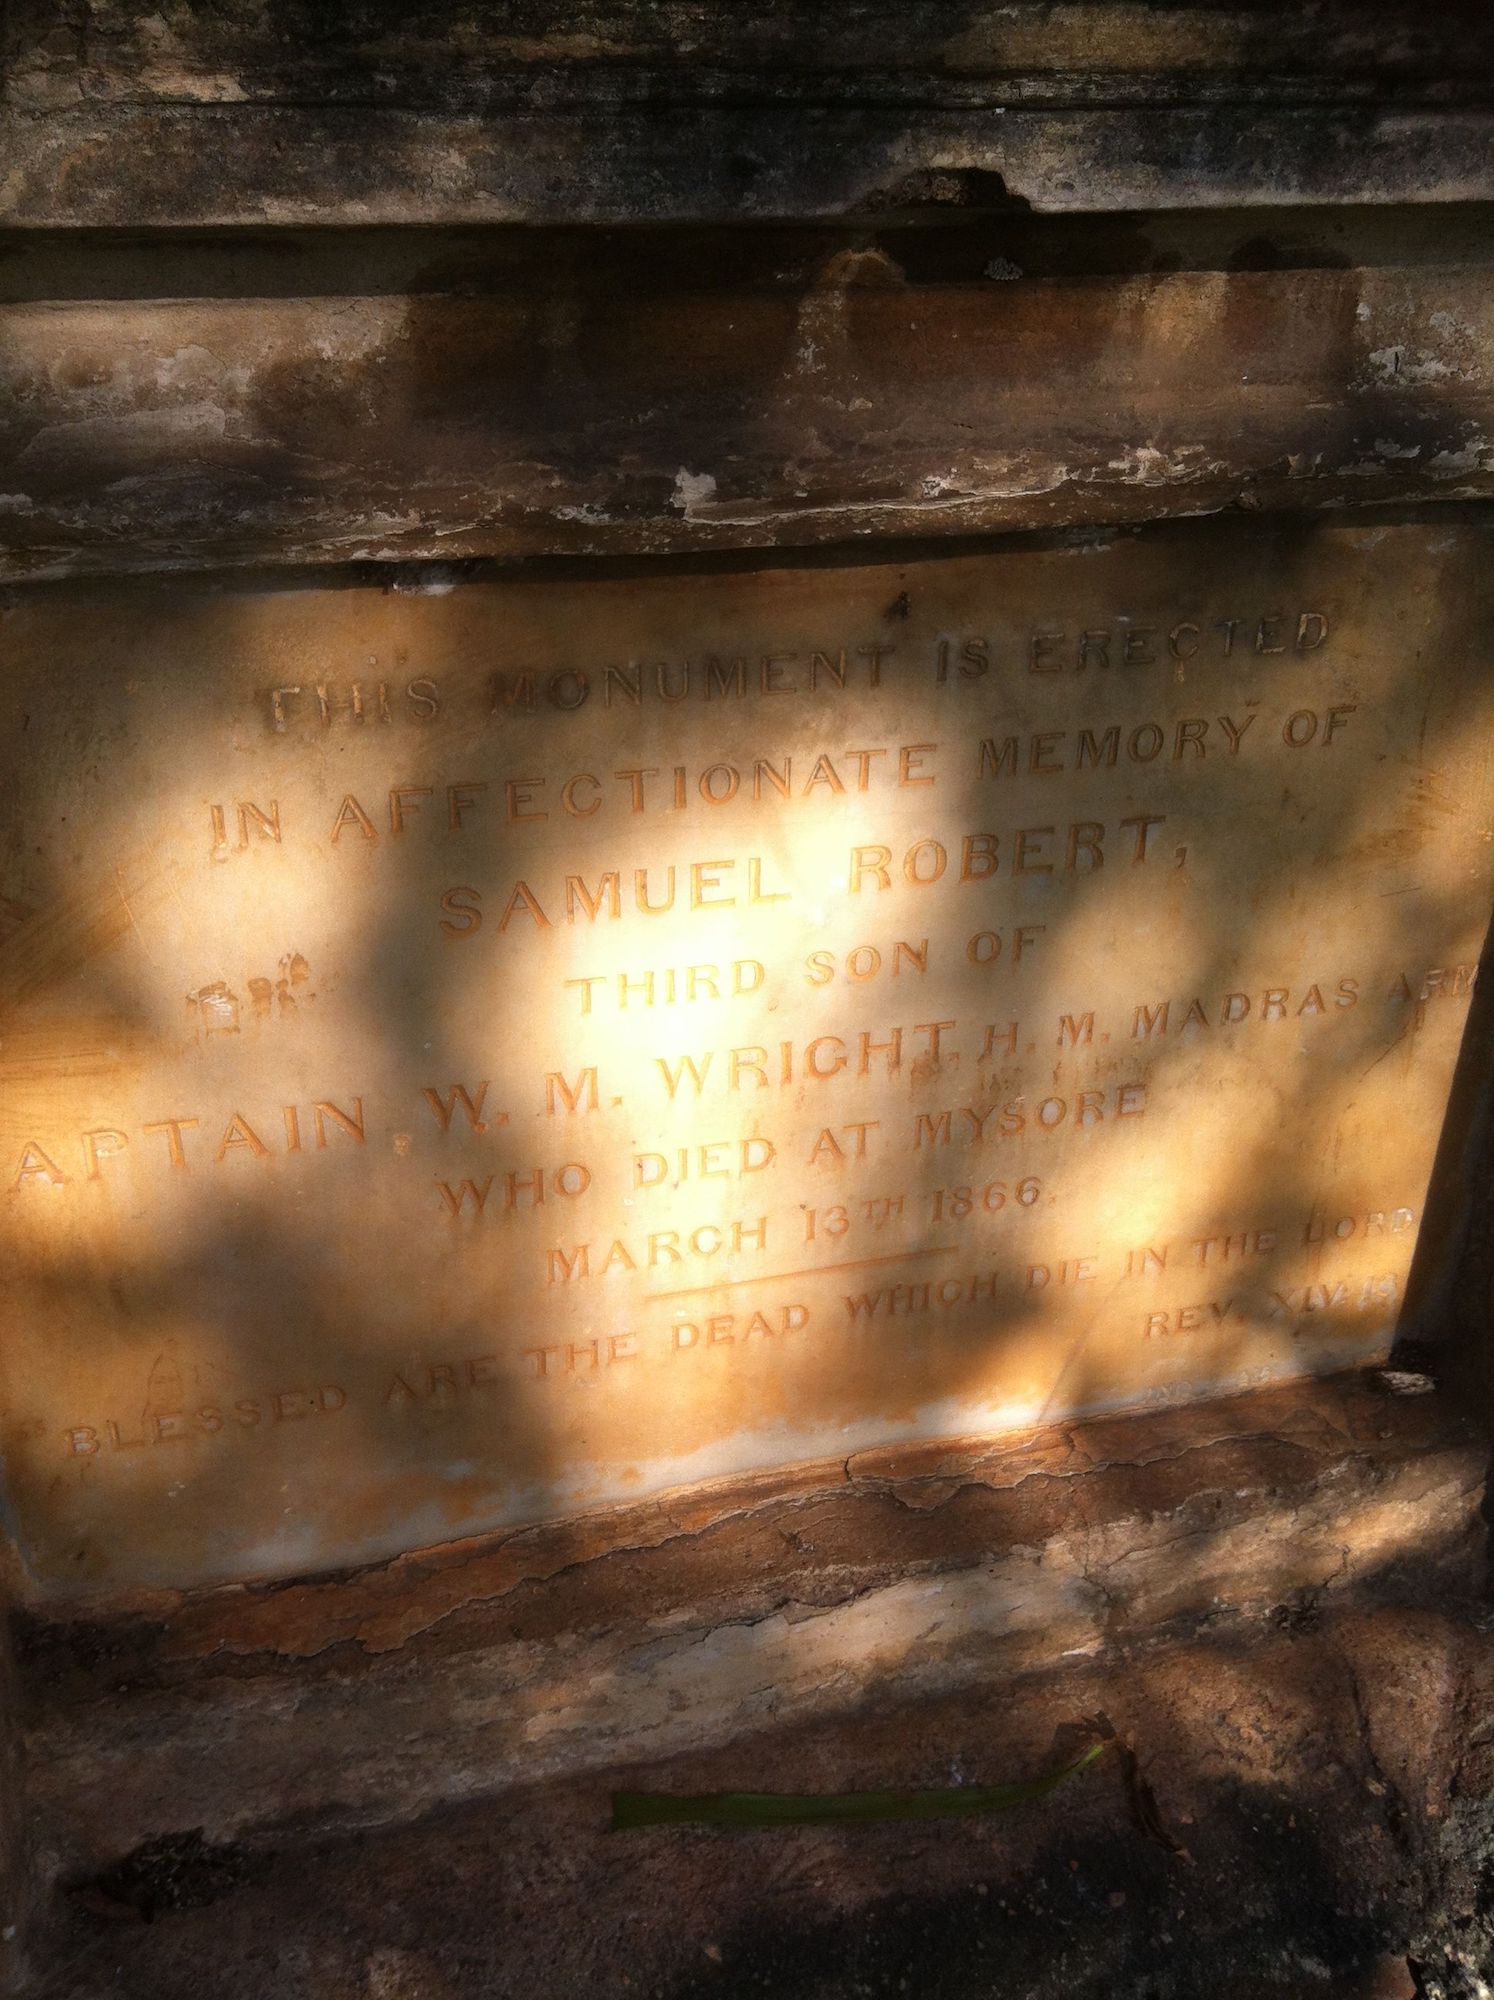 THIS MONUMENT IS ERECTED
IN AFFECTIONATE MEMORY OF
SAMUEL ROBERT,
THIRD SON OF
APTAIN, W. M. WRIGHT, H. M. MADRAS ARM
WHO DIED AT MYSORE
MARCH 13TH 1866.
BLESSED ARE THE DEAD WHICH DIE IN THE LORD
REV. XIV. 13